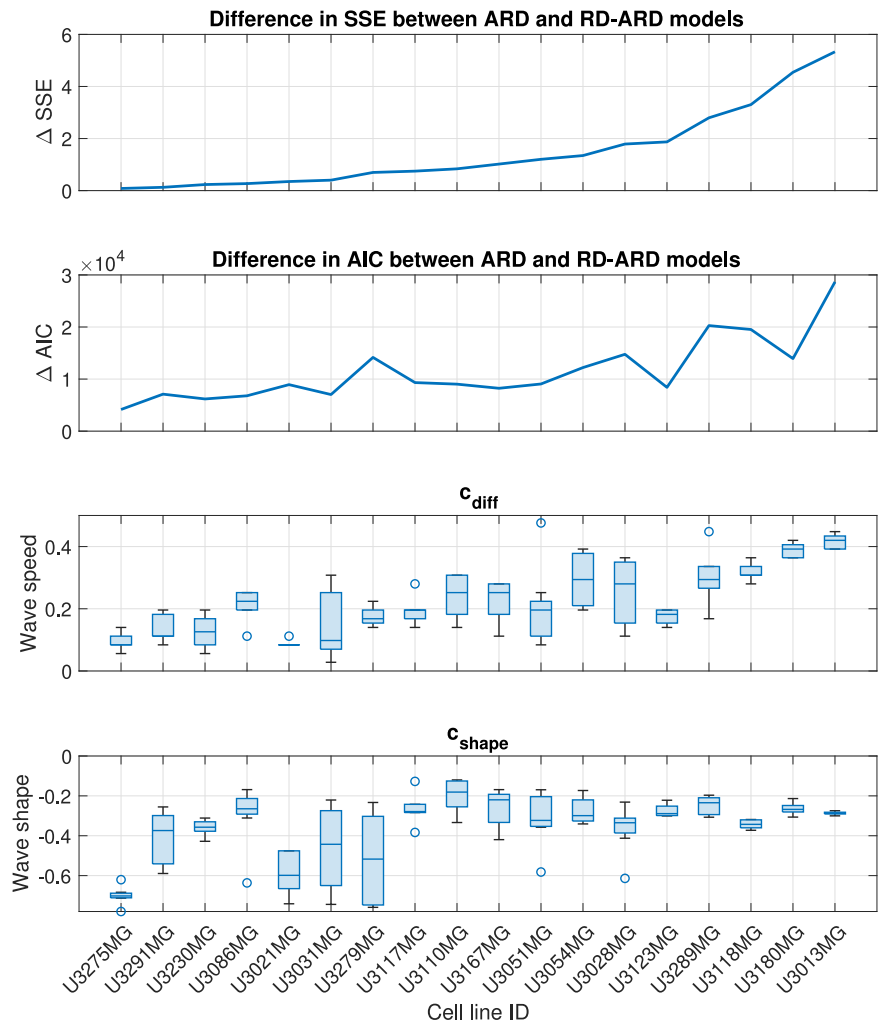 Difference in SSE between ARD and RD-ARD models
6
4
2
0
Δ SSE
Difference in AIC between ARD and RD-ARD models
×10^4
3
2
1
0
Δ AIC
c_diff
0.4
0.2
0
Wave speed
c_shape
0
-0.2
-0.4
-0.6
Wave shape
U3275MG
U3291MG
U3230MG
U3086MG
U3021MG
U3031MG
U3279MG
U3117MG
U3110MG
U3167MG
U3051MG
U3054MG
U3028MG
U3123MG
U3289MG
U3118MG
U3180MG
U3013MG
Cell line ID